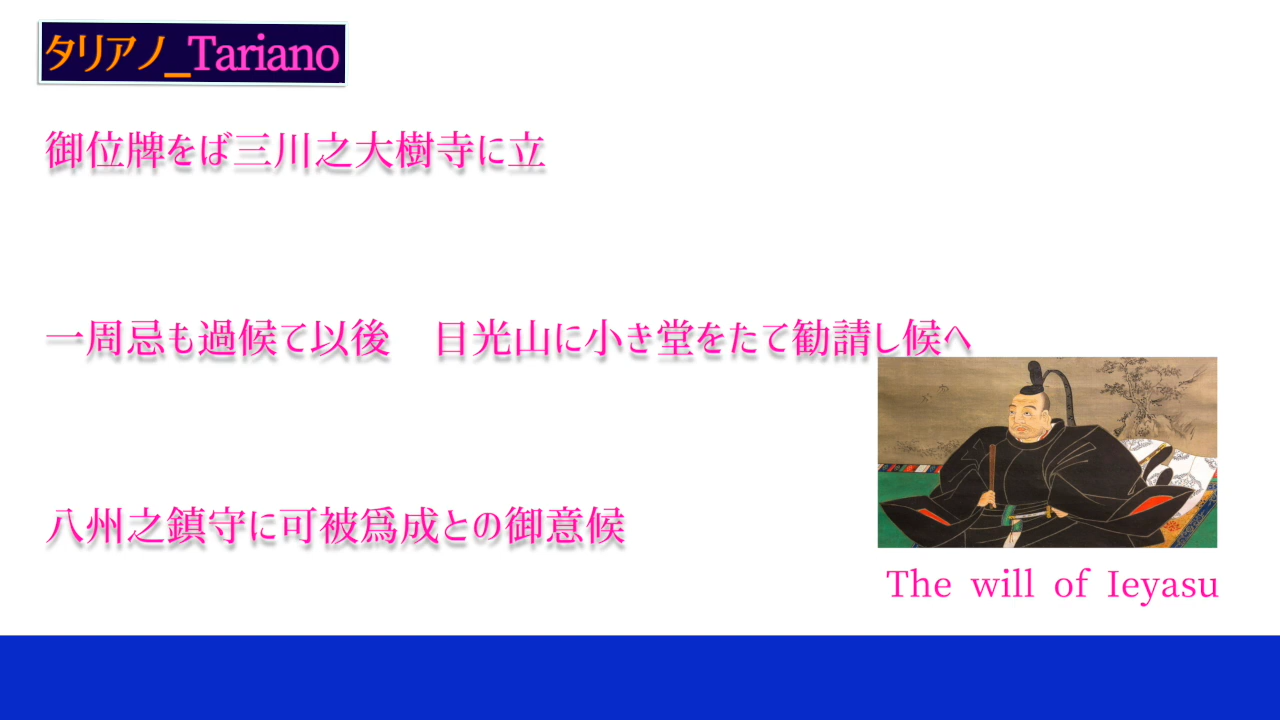 タリアノ_Tariano
御位牌をば三川之大樹寺に立
一周忌も過候て以後　日光山に小き堂をたて勧請し候へ
八州之鎮守に可被爲成との御意候
The will of Ieyasu